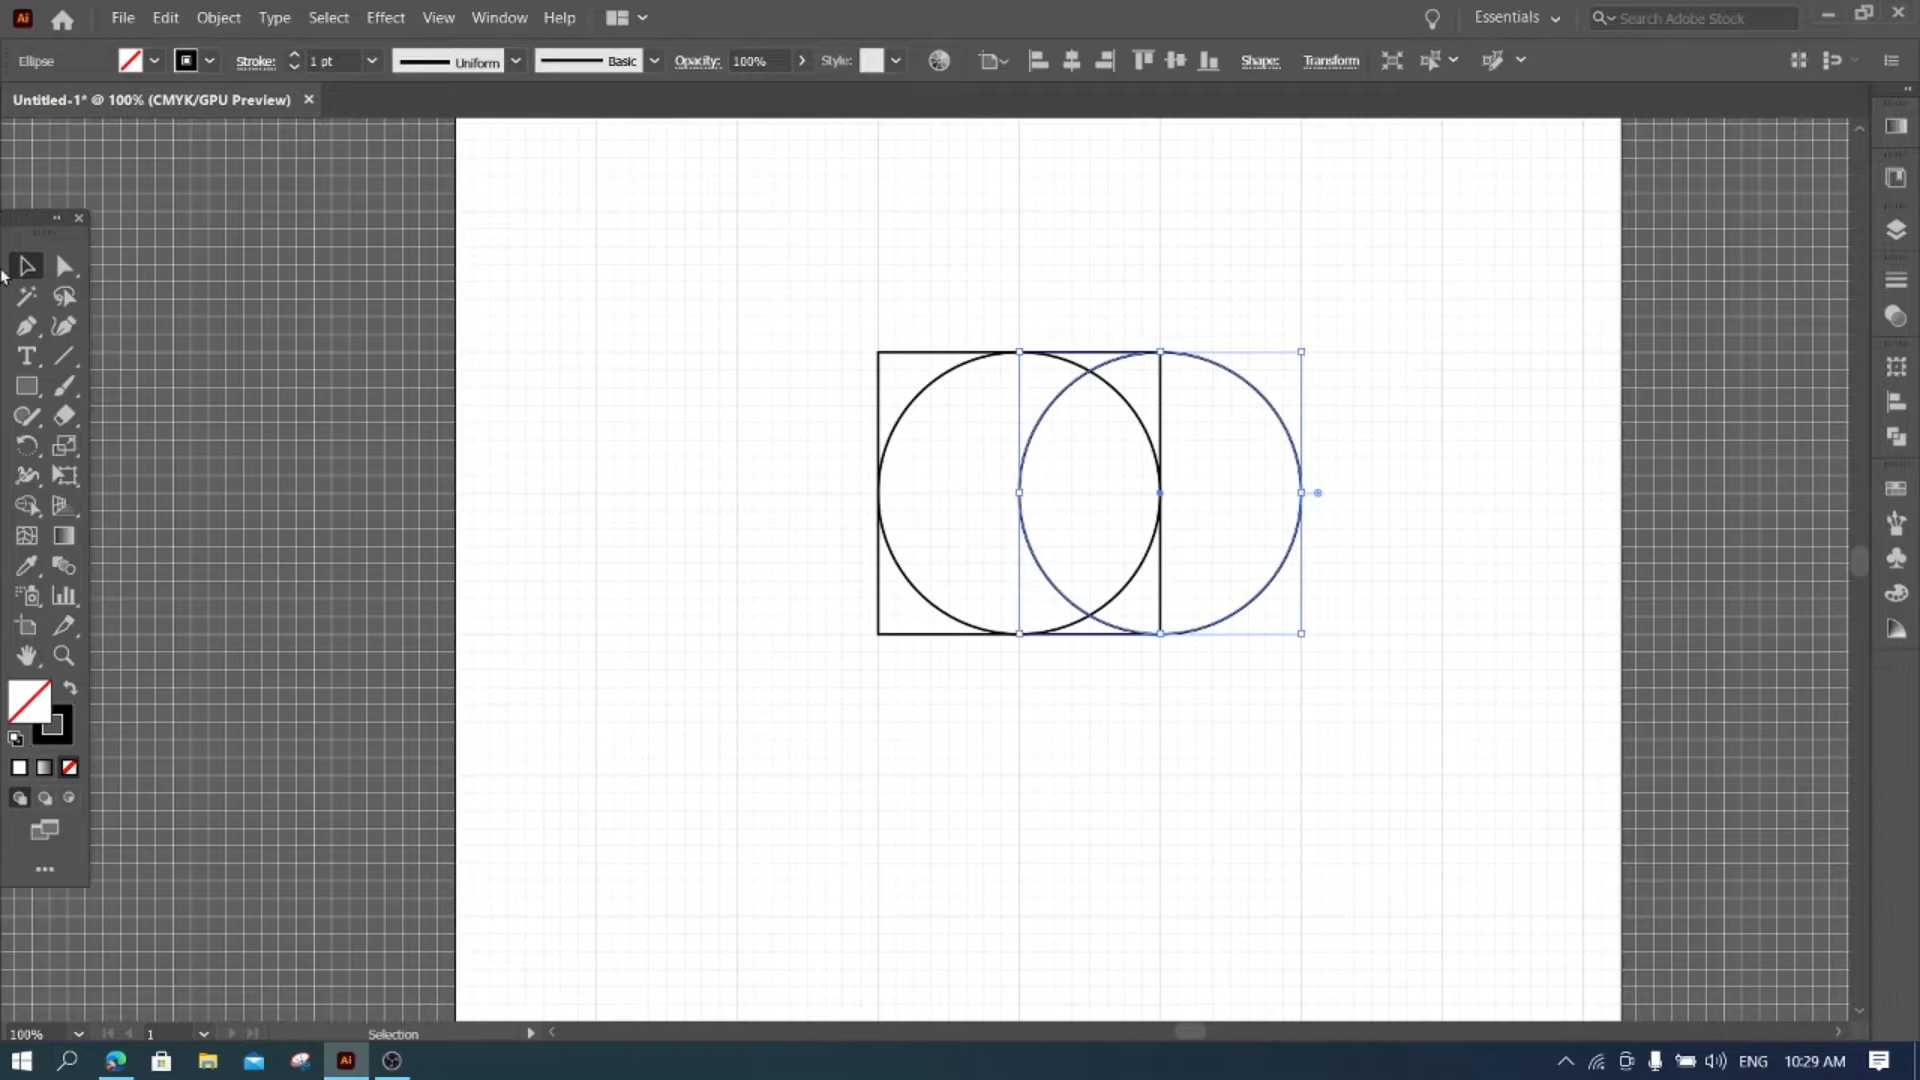 Ai File Edit Object Type Select Effect View Window Help Essentials Search Adobe Stock
Ellipse Stroke: 1 pt Uniform Basic Opacity: 100% Style: Shape: Transform
Untitled-1* @ 100% (CMYK/GPU Preview)
100% 1 Selection
Ai ENG 10:29 AM